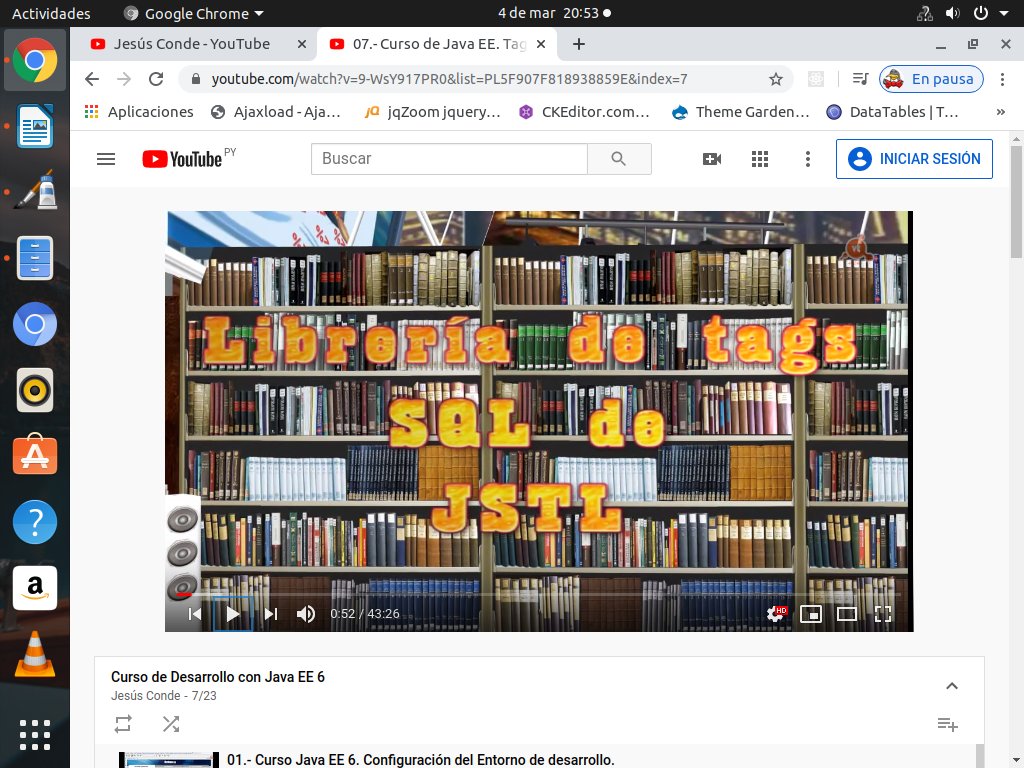 Actividades
Google Chrome
4 de mar 20:53
Jesús Conde - YouTube
07.- Curso de Java EE. Tag
youtube.com/watch?v=9-WsY917PR0&list=PL5F907F818938859E&index=7
En pausa
Aplicaciones
Ajaxload - Aja...
jqZoom jquery...
CKEditor.com...
Theme Garden...
DataTables | T...
»
YouTube PY
Buscar
INICIAR SESIÓN
Librería de tags
SQL de
JSTL
0:52 / 43:26
HD
Curso de Desarrollo con Java EE 6
Jesús Conde - 7/23
01.- Curso Java EE 6. Configuración del Entorno de desarrollo.